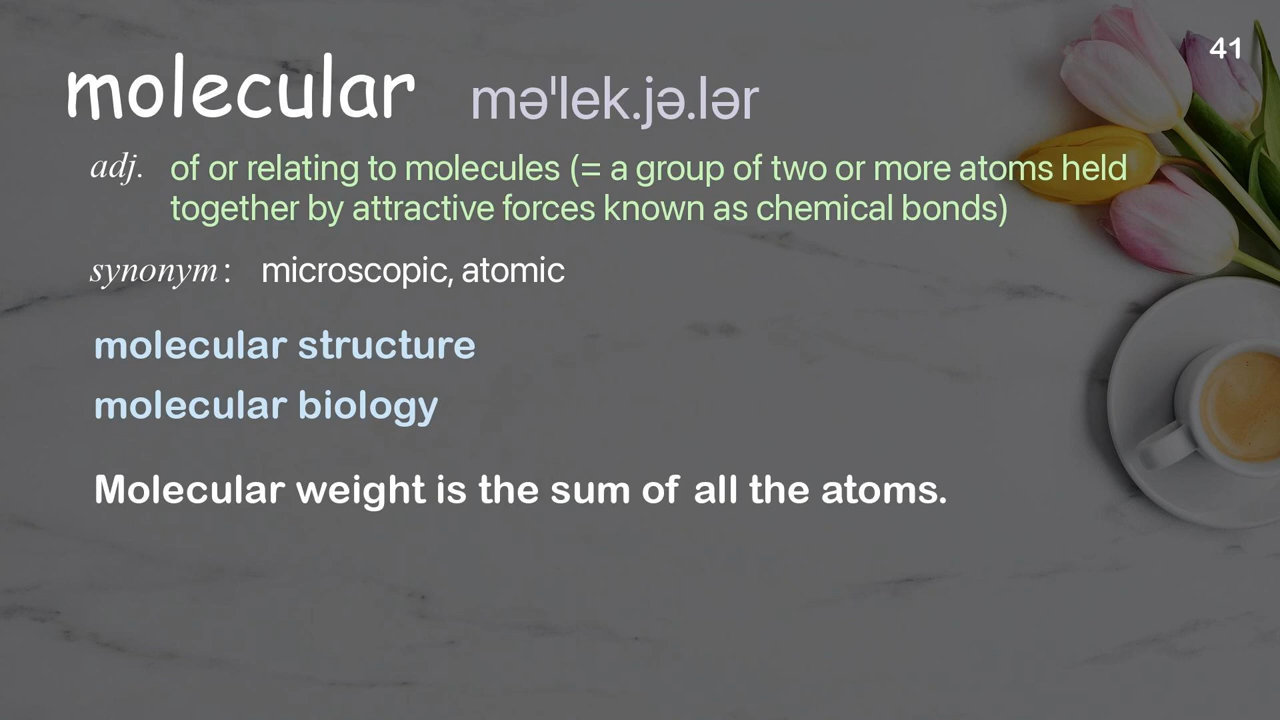 41
molecular mə'lek.jə.lər
adj. of or relating to molecules (= a group of two or more atoms held
together by attractive forces known as chemical bonds)
synonym: microscopic, atomic
molecular structure
molecular biology
Molecular weight is the sum of all the atoms.